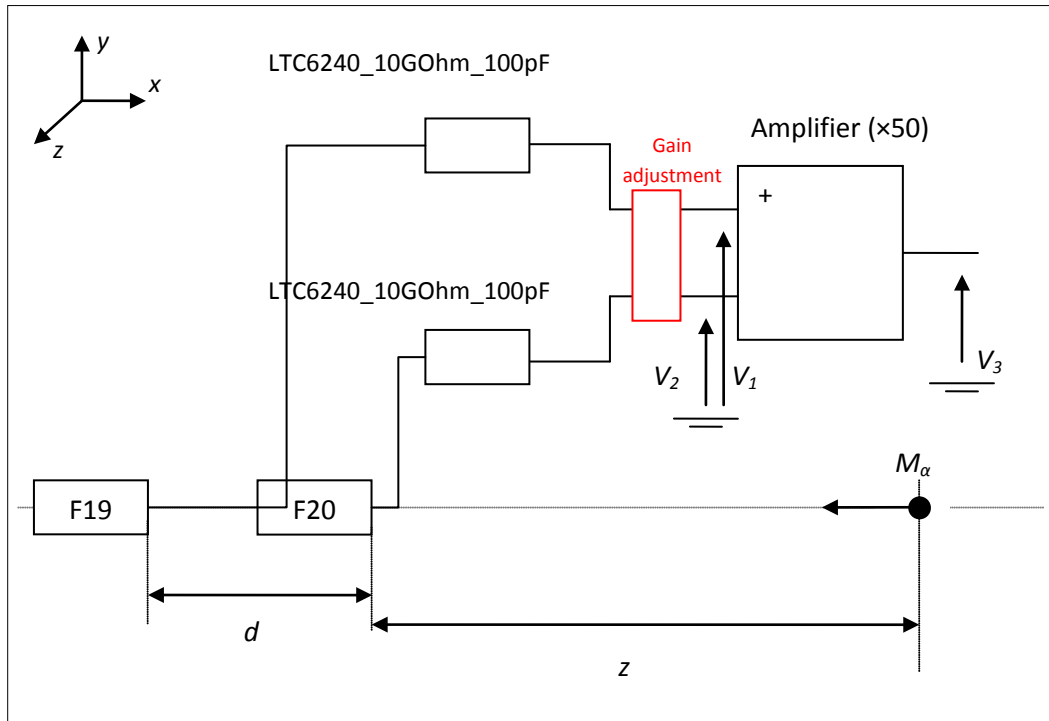 y
x
z
LTC6240_10GOhm_100pF
Amplifier (×50)
Gain
adjustment
+
LTC6240_10GOhm_100pF
V2
V1
V3
Mα
F19
F20
d
z